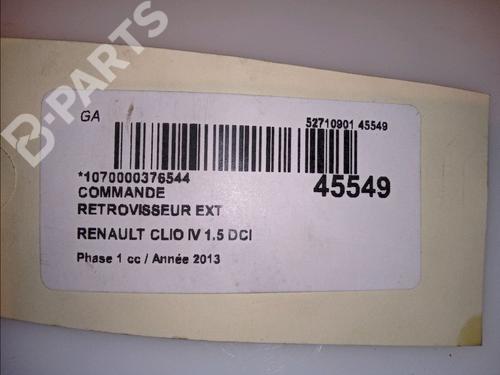 B-PARTS
GA
52710901 45549
*1070000376544
45549
COMMANDE
RETROVISSEUR EXT
RENAULT CLIO IV 1.5 DCI
Phase 1 cc / Année 2013